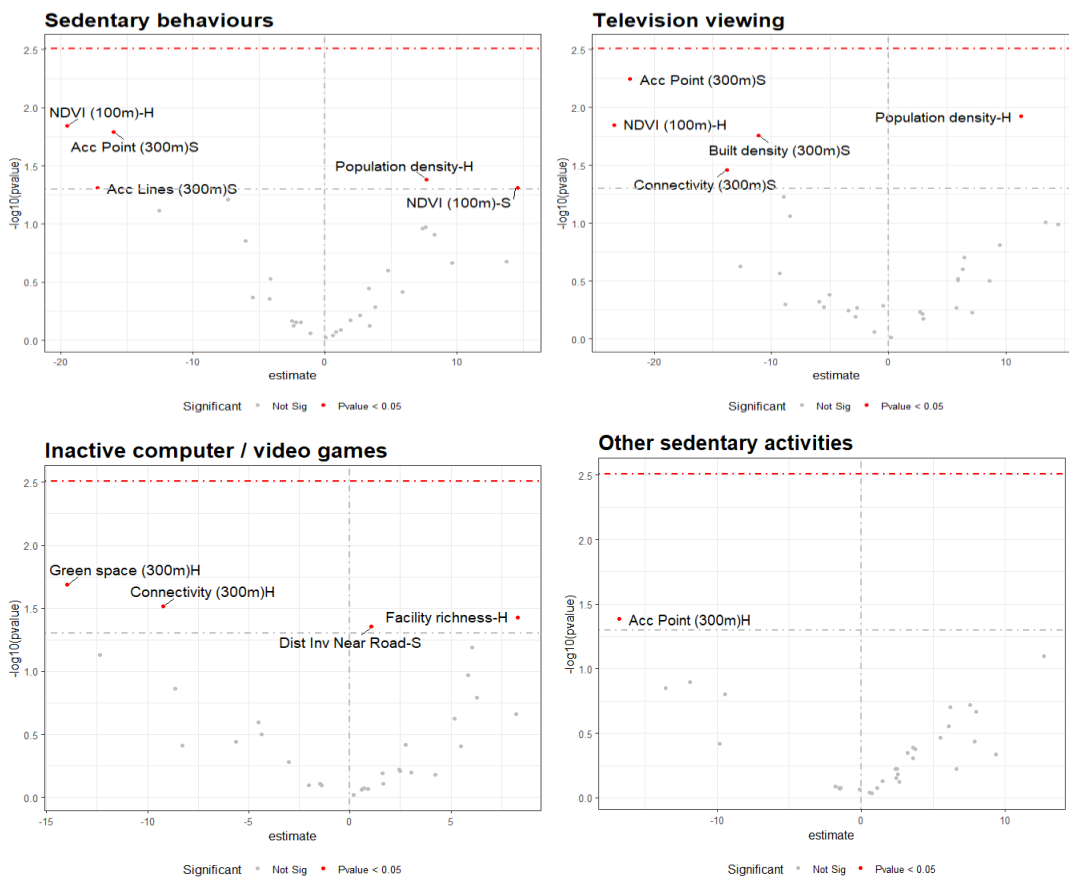 Sedentary behaviours
2.5
2.0
1.5
1.0
0.5
0.0
-log10(pvalue)
NDVI (100m)-H
Acc Point (300m)S
Acc Lines (300m)S
Population density-H
NDVI (100m)-S
-20
-10
0
10
estimate
Significant Not Sig Pvalue < 0.05
Television viewing
2.5
2.0
1.5
1.0
0.5
0.0
-log10(pvalue)
Acc Point (300m)S
NDVI (100m)-H
Population density-H
Built density (300m)S
Connectivity (300m)S
-20
-10
0
10
estimate
Significant Not Sig Pvalue < 0.05
Inactive computer / video games
2.5
2.0
1.5
1.0
0.5
0.0
-log10(pvalue)
Green space (300m)H
Connectivity (300m)H
Facility richness-H
Dist Inv Near Road-S
-15
-10
-5
0
5
estimate
Significant Not Sig Pvalue < 0.05
Other sedentary activities
2.5
2.0
1.5
1.0
0.5
0.0
-log10(pvalue)
Acc Point (300m)H
-10
0
10
estimate
Significant Not Sig Pvalue < 0.05